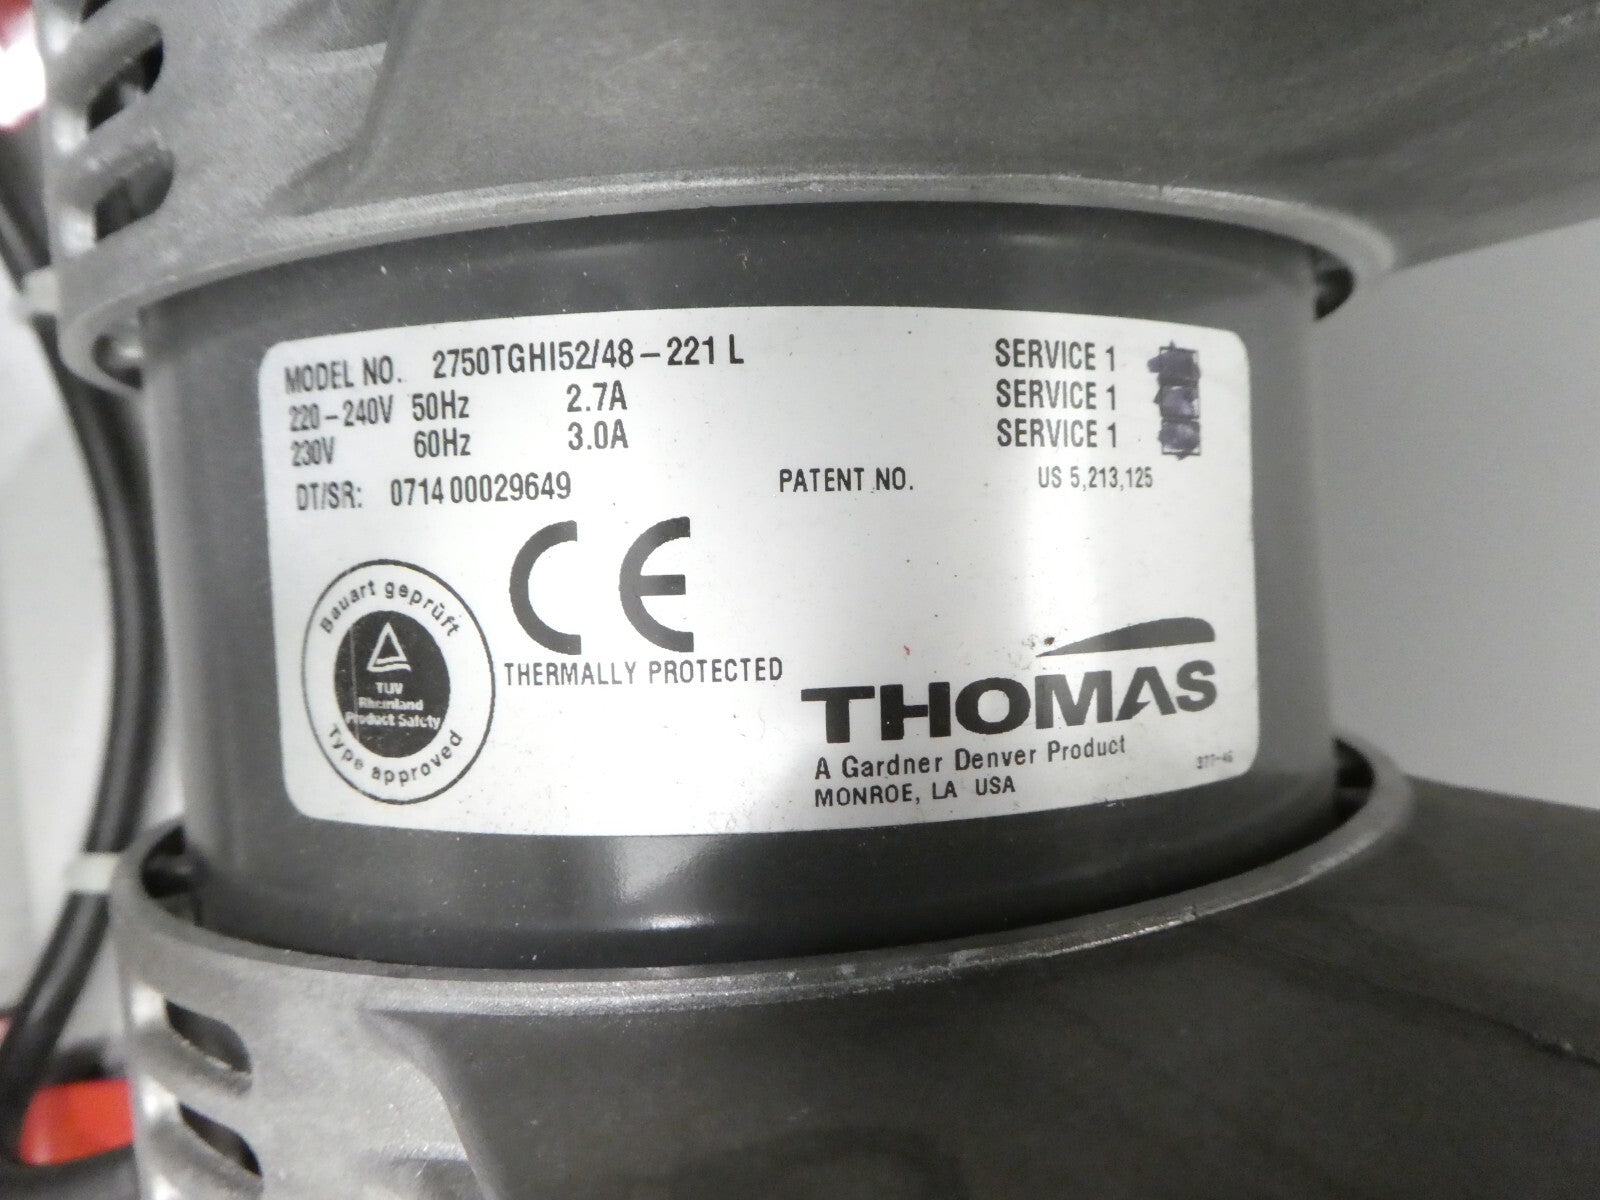 MODEL NO. 2750TGHI52/48-221 L
220-240V 50Hz 2.7A
230V 60Hz 3.0A
SERVICE 1
SERVICE 1
SERVICE 1
DT/SR: 0714 00029649
PATENT NO. US 5,213,125
CE
THERMALLY PROTECTED
Bauart geprüft
TUV
Rheinland
Product Safety
Type approved
THOMAS
A Gardner Denver Product
MONROE, LA USA